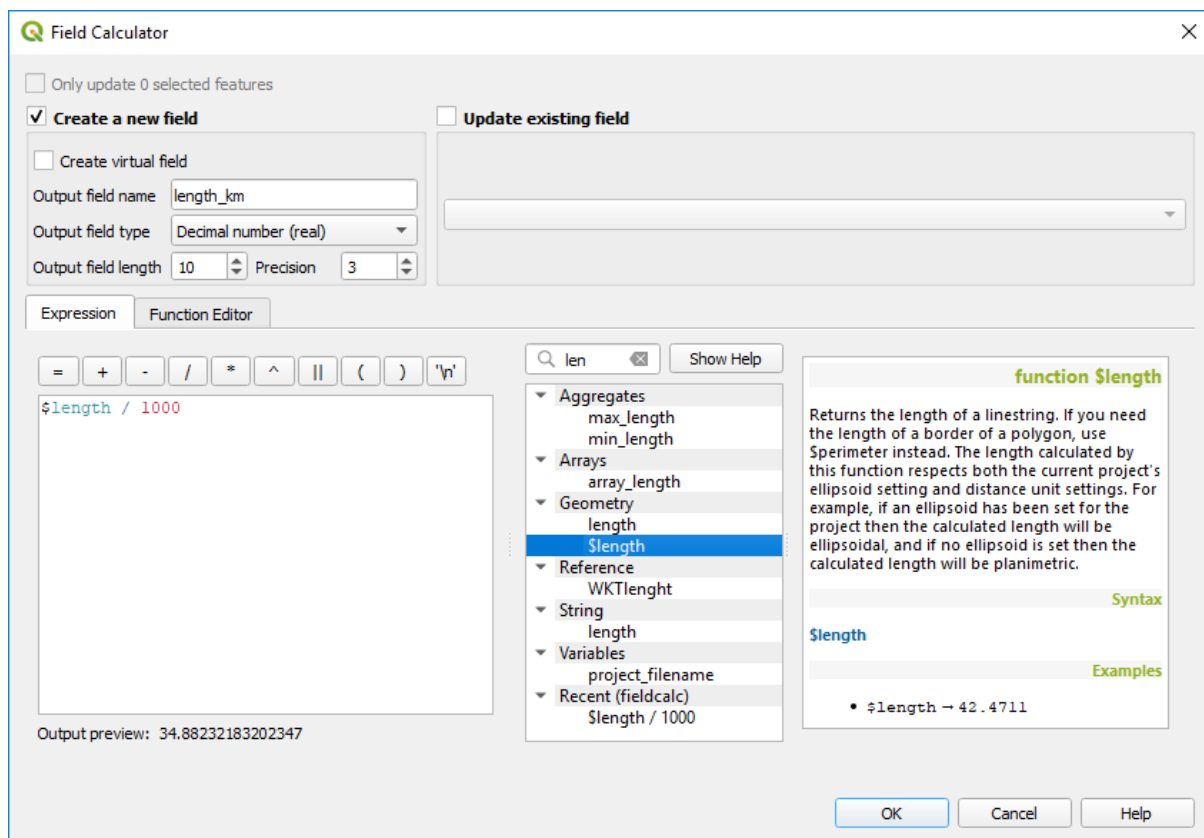 Field Calculator
Only update 0 selected features
Create a new field
Update existing field
Create virtual field
Output field name length_km
Output field type Decimal number (real)
Output field length 10 Precision 3
Expression Function Editor
= + - / * ^ || ( ) '\n'
$length / 1000
Output preview: 34.88232183202347
len Show Help
Aggregates
max_length
min_length
Arrays
array_length
Geometry
length
$length
Reference
WKTlenght
String
length
Variables
project_filename
Recent (fieldcalc)
$length / 1000
function $length
Returns the length of a linestring. If you need
the length of a border of a polygon, use
$perimeter instead. The length calculated by
this function respects both the current project's
ellipsoid setting and distance unit settings. For
example, if an ellipsoid has been set for the
project then the calculated length will be
ellipsoidal, and if no ellipsoid is set then the
calculated length will be planimetric.
Syntax
$length
Examples
• $length → 42.4711
OK Cancel Help